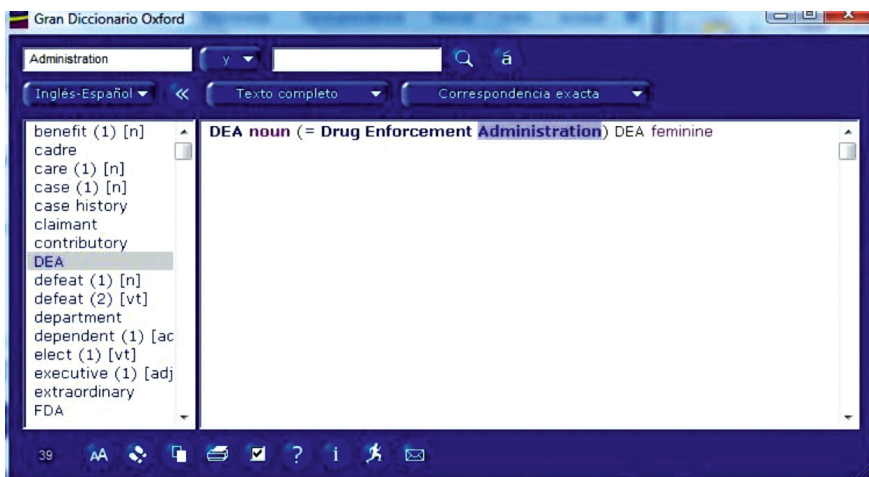 Gran Diccionario Oxford
Administration
y
á
Inglés-Español
«
Texto completo
Correspondencia exacta
benefit (1) [n]
cadre
care (1) [n]
case (1) [n]
case history
claimant
contributory
DEA
defeat (1) [n]
defeat (2) [vt]
department
dependent (1) [ac
elect (1) [vt]
executive (1) [adj
extraordinary
FDA
DEA noun (= Drug Enforcement Administration) DEA feminine
39
AA
?
i